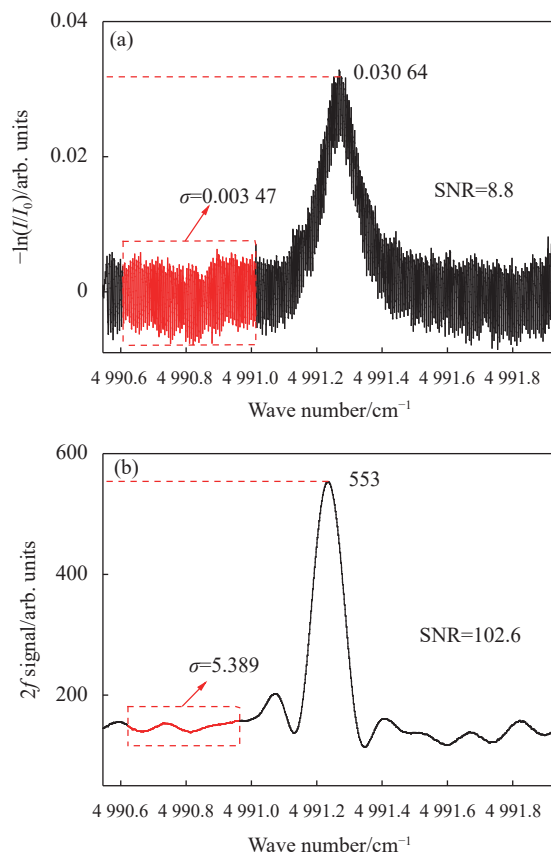 (a)
0.04
0.02
0
−ln(I/I₀)/arb. units
0.030 64
σ=0.003 47
SNR=8.8
4 990.6 4 990.8 4 991.0 4 991.2 4 991.4 4 991.6 4 991.8
Wave number/cm⁻¹
(b)
600
400
200
2f signal/arb. units
553
σ=5.389
SNR=102.6
4 990.6 4 990.8 4 991.0 4 991.2 4 991.4 4 991.6 4 991.8
Wave number/cm⁻¹